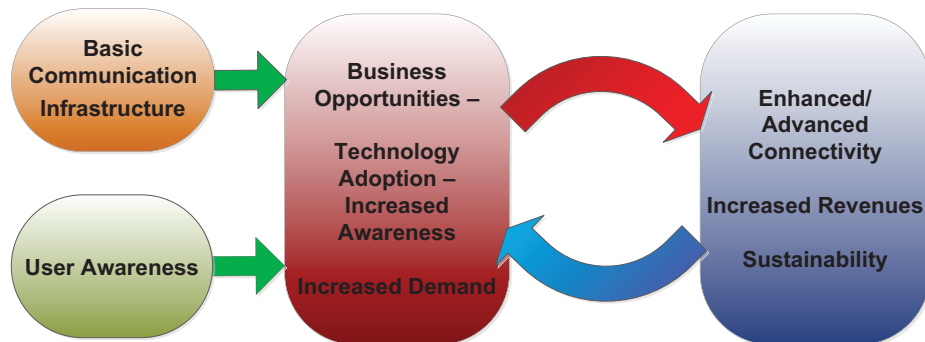 Basic
Communication
Infrastructure
User Awareness
Business
Opportunities –
Technology
Adoption –
Increased
Awareness
Increased Demand
Enhanced/
Advanced
Connectivity
Increased Revenues
Sustainability